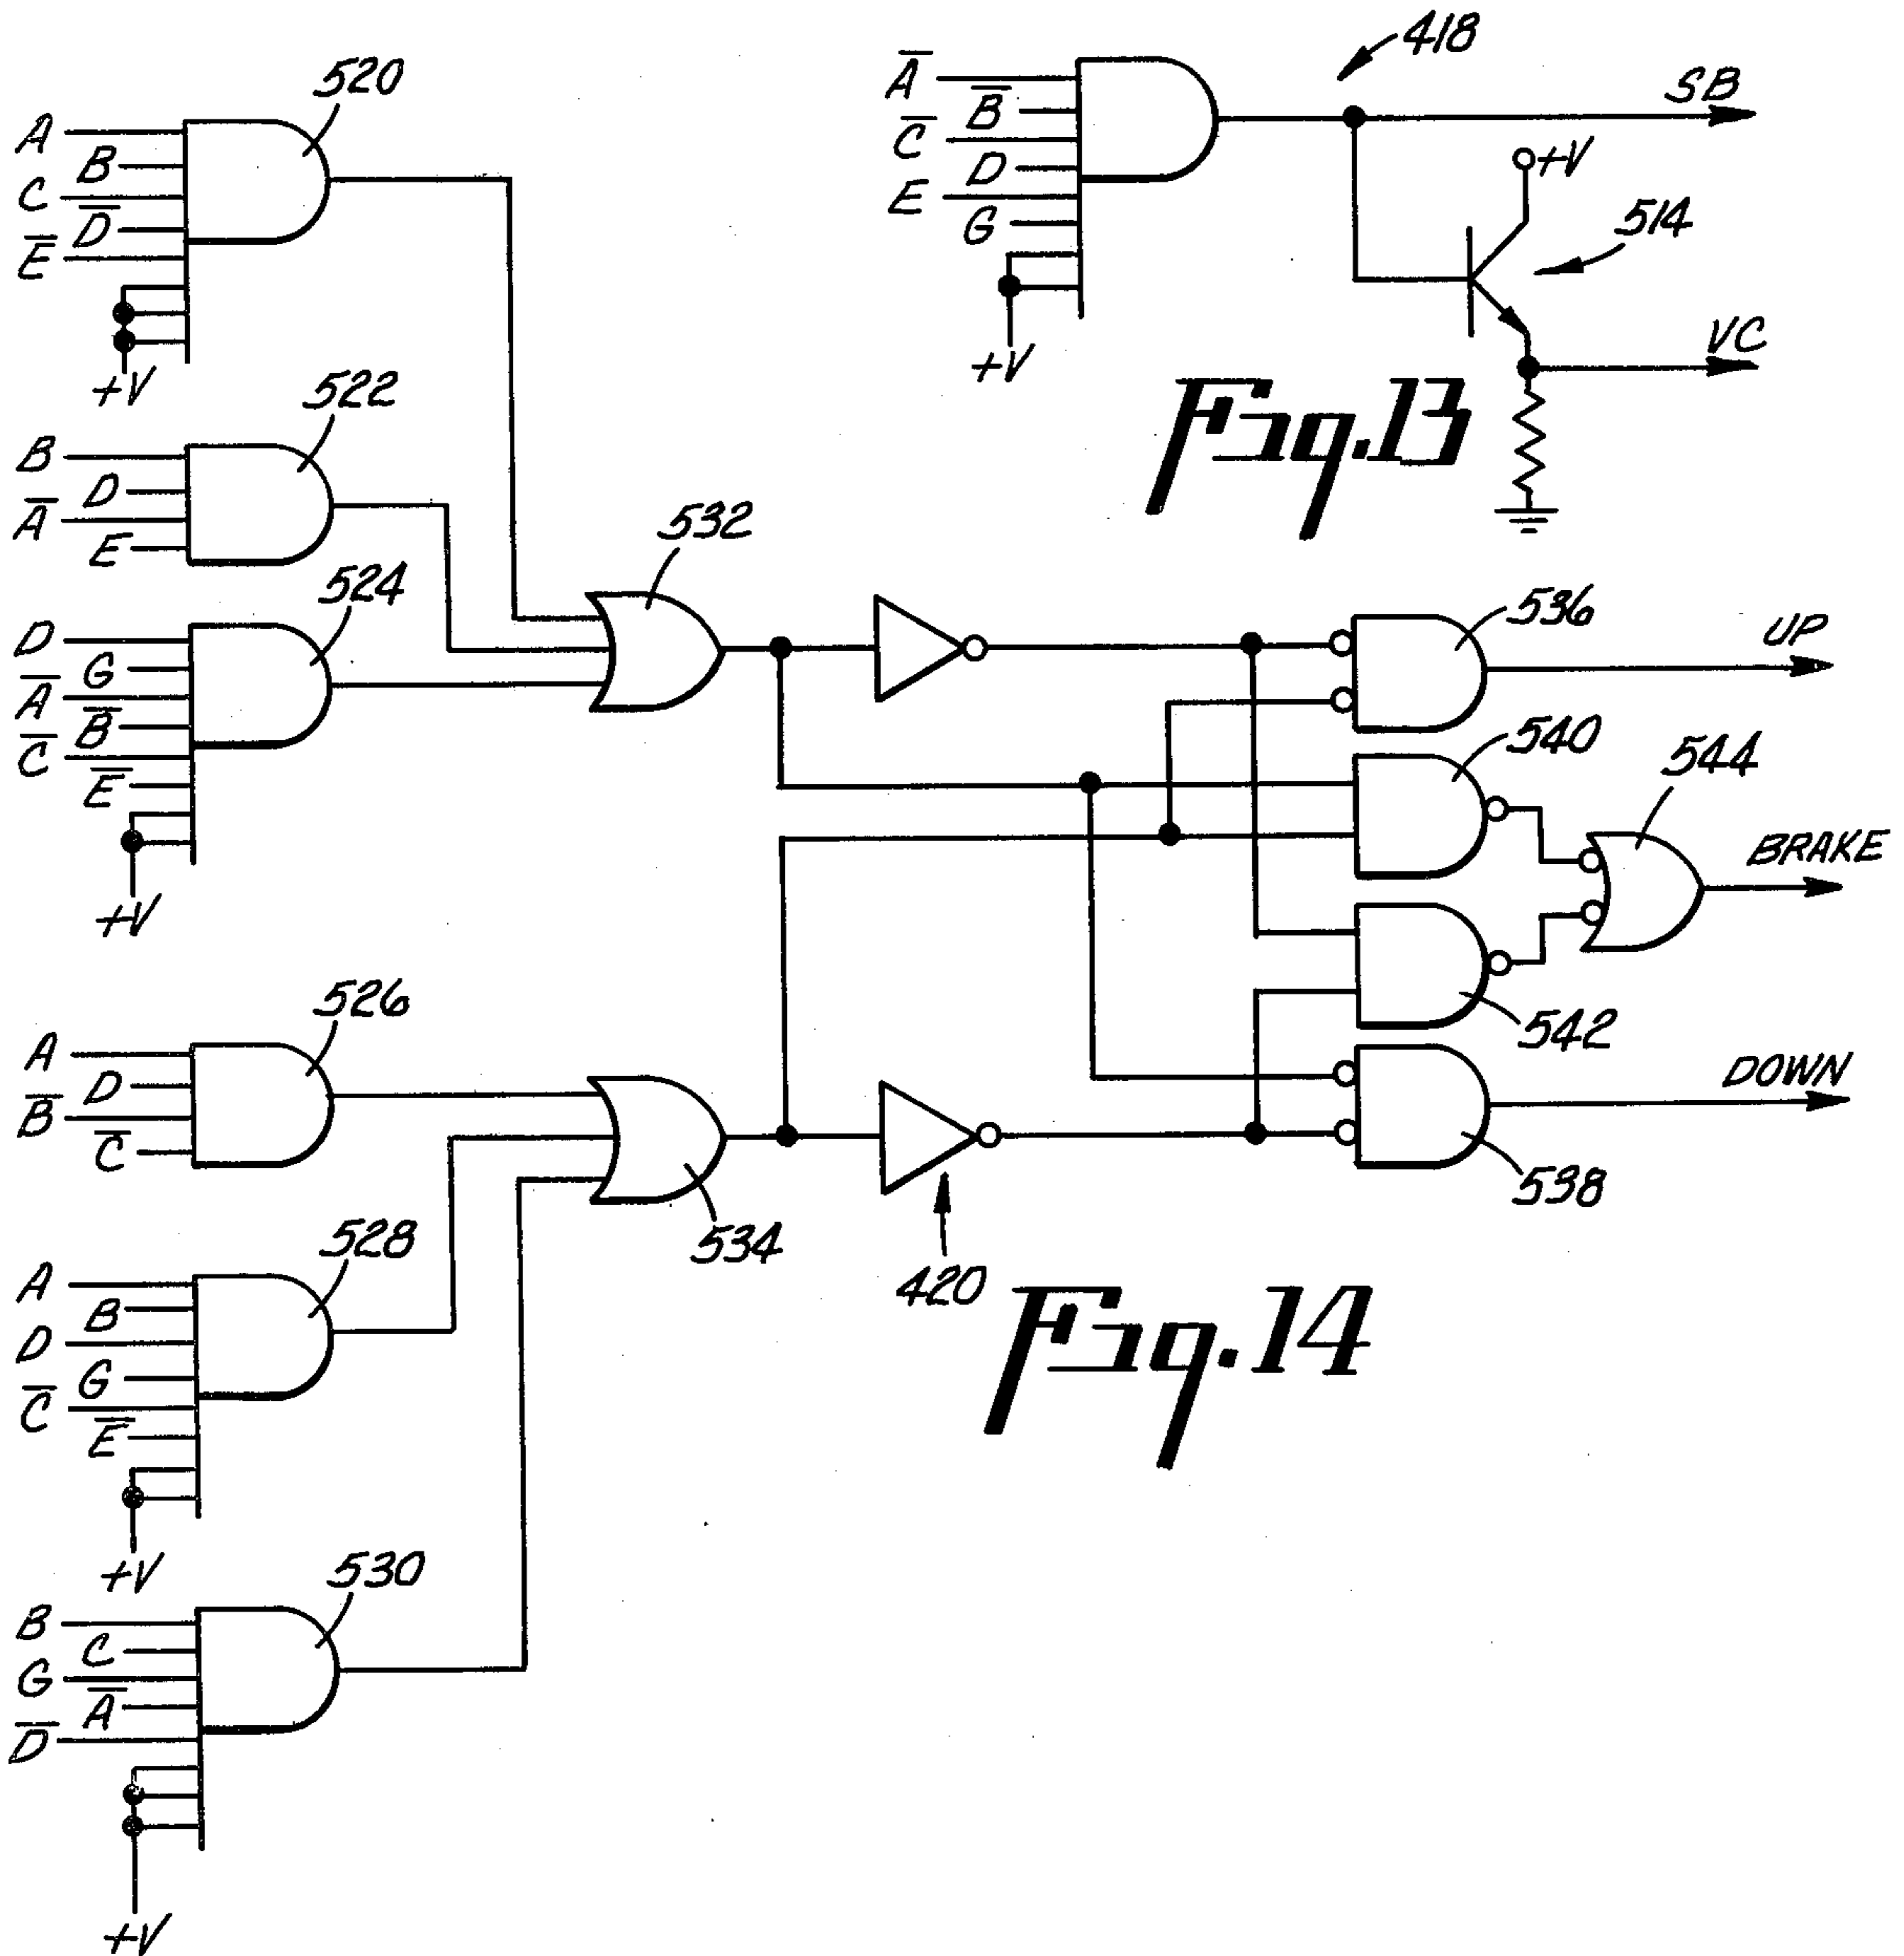 520
A
B
C
D̅
E̅
+V
522
B
D
A̅
E
524
D
G
A̅
B̅
C̅
E̅
+V
532
526
A
D
B̅
C̅
528
A
B
D
G
C̅
E̅
+V
530
B
C
G
A̅
D̅
+V
534
420
418
A̅
B̅
C̅
D
E
G
+V
SB
+V
514
VC
Fig. 13
536
UP
540
544
BRAKE
542
DOWN
538
Fig. 14